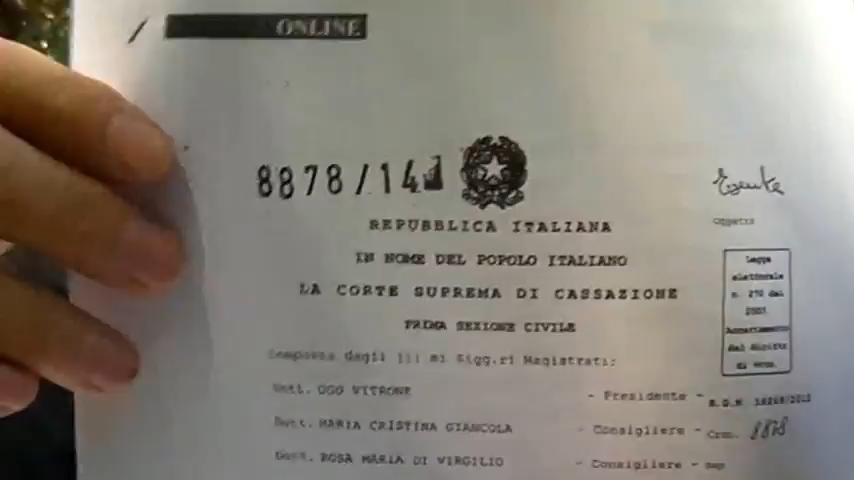 ONLINE
8878/14
Esente
REPUBBLICA ITALIANA
Oggetto
IN NOME DEL POPOLO ITALIANO
Legge
elettorale
n. 270 del
2005.
Accertamento
del diritto
di voto.
LA CORTE SUPREMA DI CASSAZIONE
PRIMA SEZIONE CIVILE
Composta dagli Ill.mi Sigg.ri Magistrati:
Dott. UGO VITRONE - Presidente - R.G.N.
Dott. MARIA CRISTINA GIANCOLA - Consigliere - Cron. 8878
Dott. ROSA MARIA DI VIRGILIO - Consigliere -